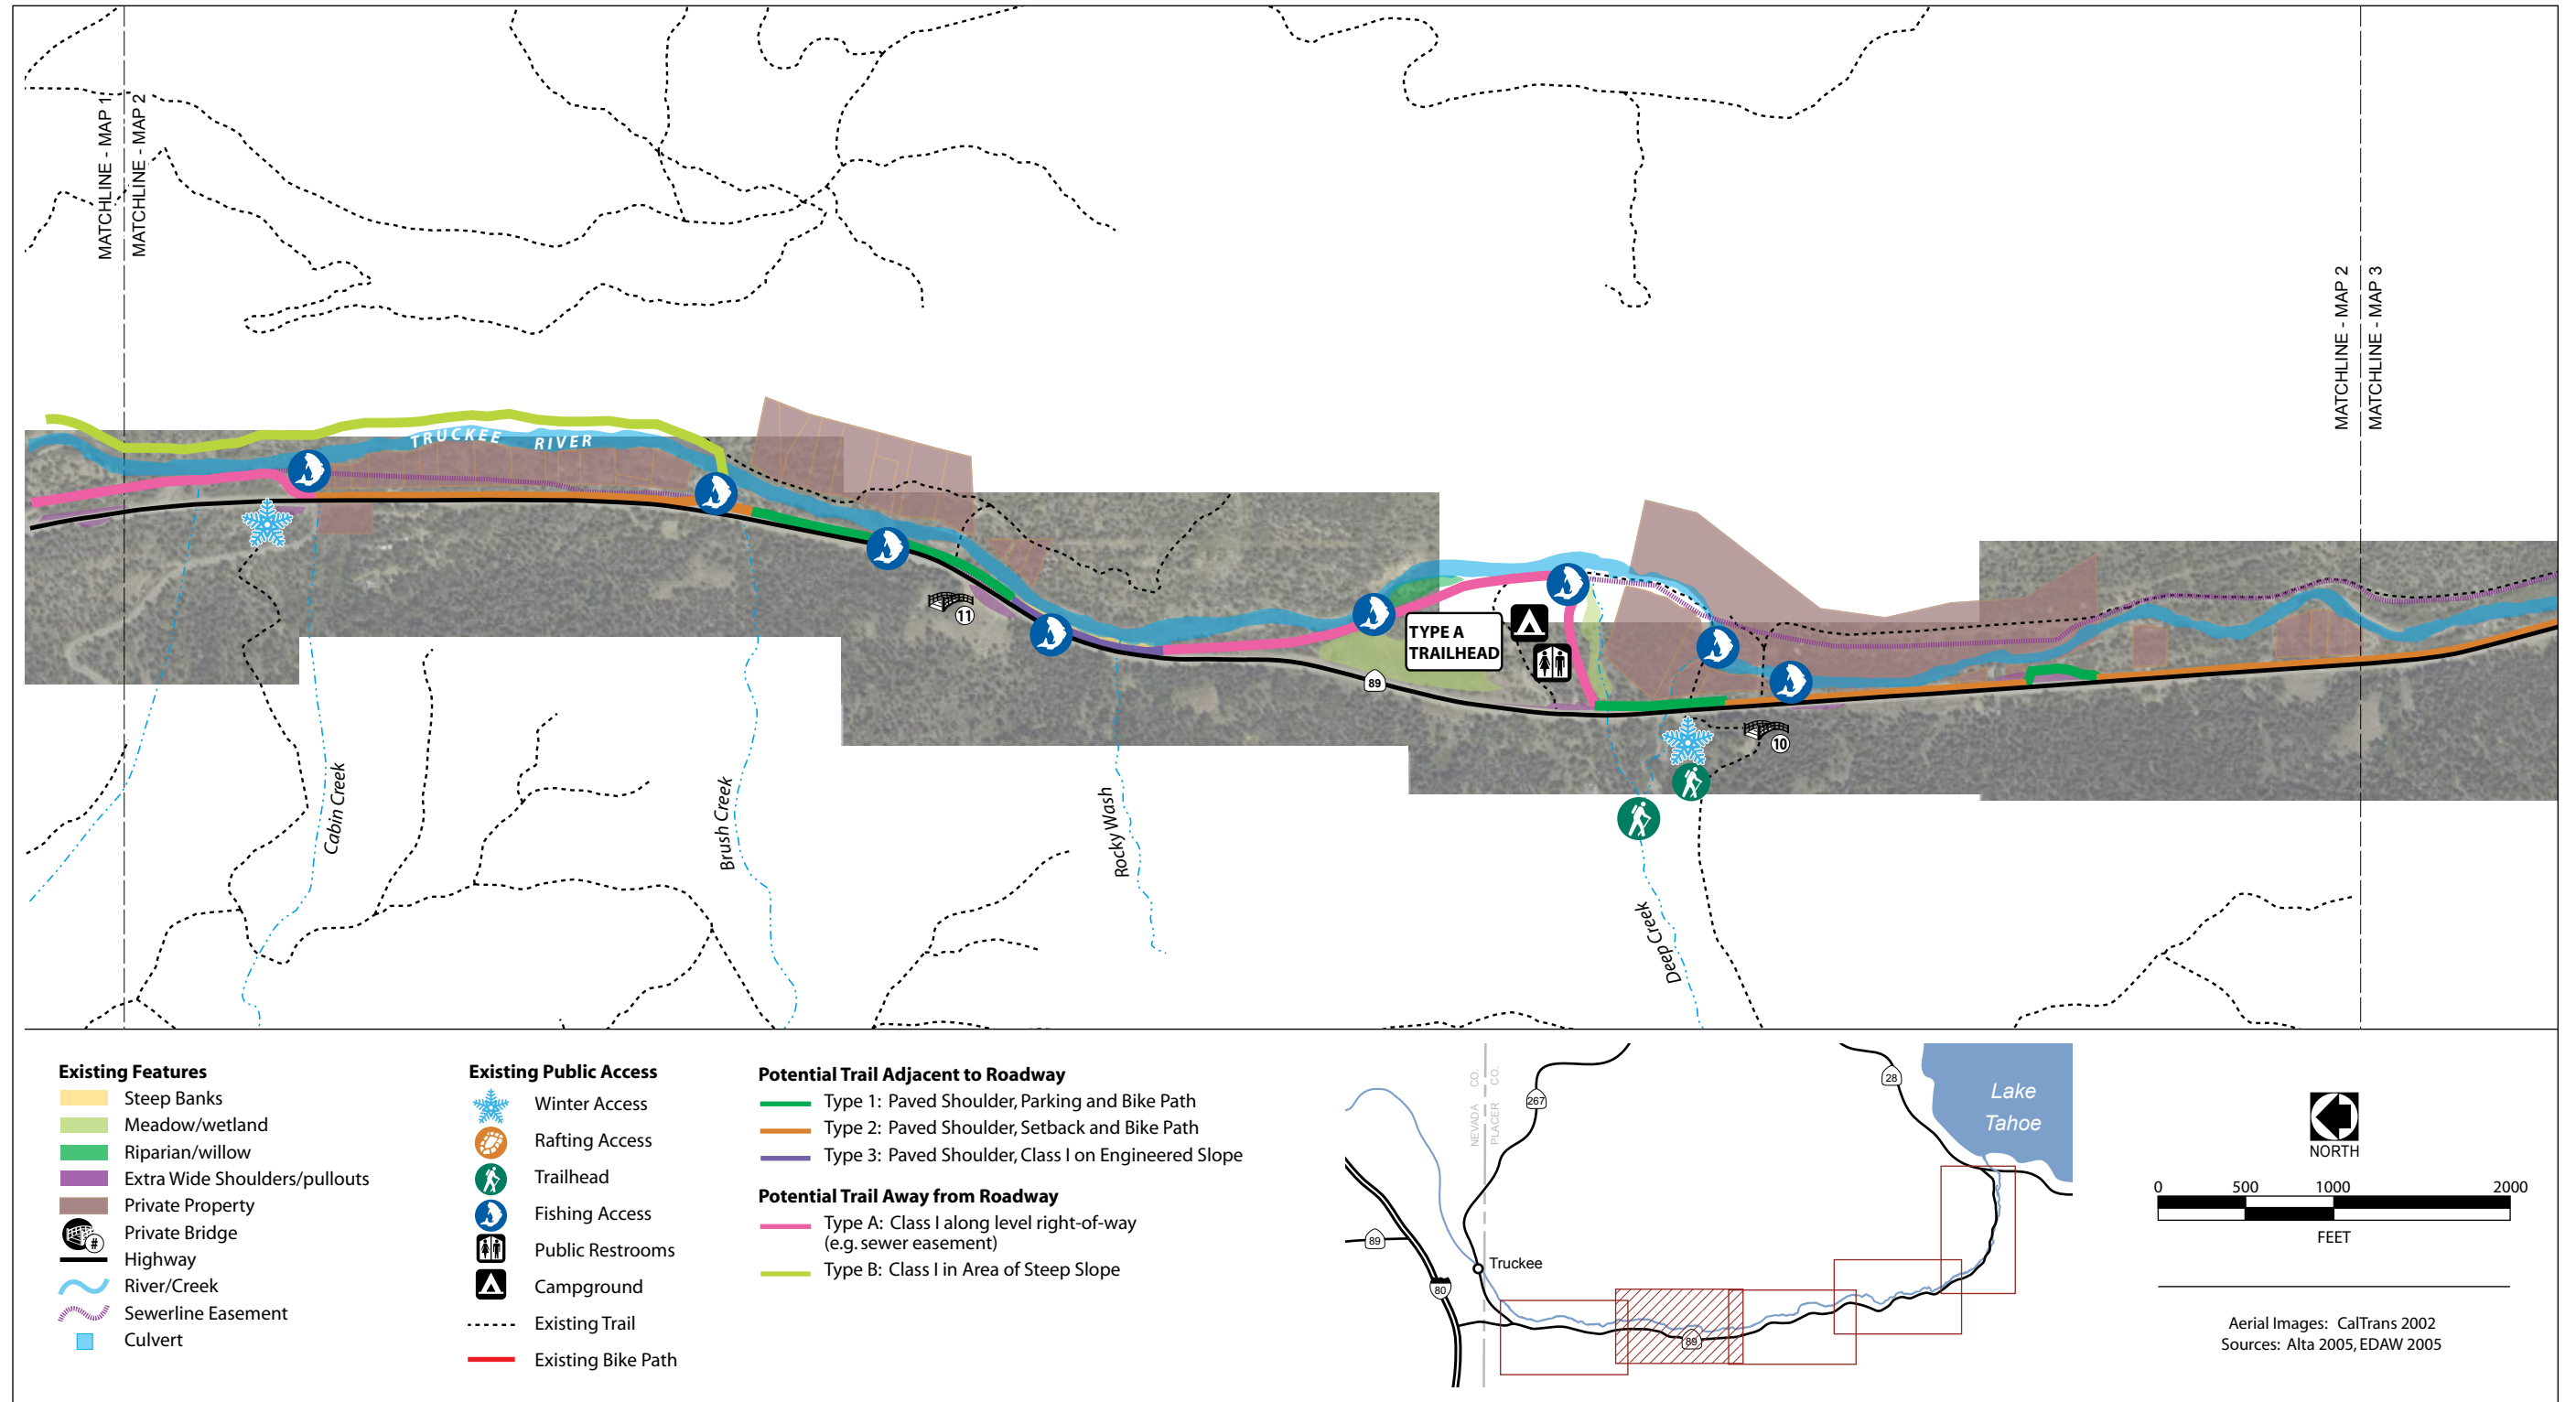 MATCHLINE - MAP 1
MATCHLINE - MAP 2
MATCHLINE - MAP 2
MATCHLINE - MAP 3
TRUCKEE RIVER
11
TYPE A
TRAILHEAD
89
10
Cabin Creek
Brush Creek
Rocky Wash
Deep Creek
Existing Features
Steep Banks
Meadow/wetland
Riparian/willow
Extra Wide Shoulders/pullouts
Private Property
Private Bridge
#
Highway
River/Creek
Sewerline Easement
Culvert
Existing Public Access
Winter Access
Rafting Access
Trailhead
Fishing Access
Public Restrooms
Campground
Existing Trail
Existing Bike Path
Potential Trail Adjacent to Roadway
Type 1: Paved Shoulder, Parking and Bike Path
Type 2: Paved Shoulder, Setback and Bike Path
Type 3: Paved Shoulder, Class I on Engineered Slope
Potential Trail Away from Roadway
Type A: Class I along level right-of-way
(e.g. sewer easement)
Type B: Class I in Area of Steep Slope
NEVADA CO.
PLACER CO.
267
28
Lake
Tahoe
89
80
Truckee
89
NORTH
0 500 1000 2000
FEET
Aerial Images: CalTrans 2002
Sources: Alta 2005, EDAW 2005